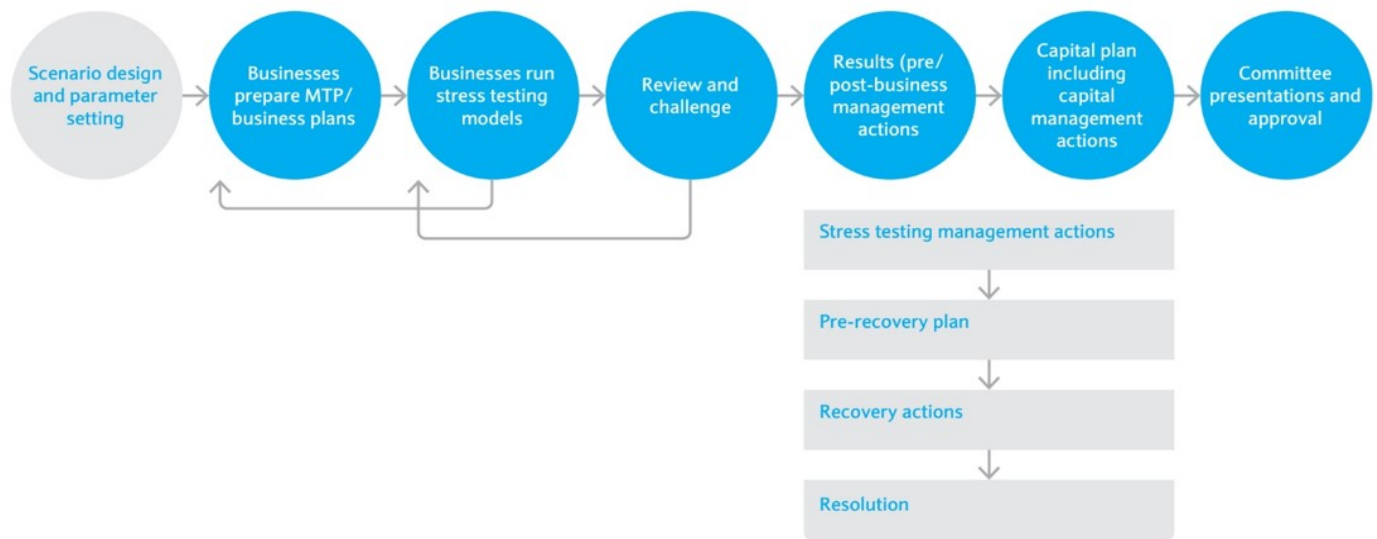 Scenario design
and parameter
setting
Businesses
prepare MTP/
business plans
Businesses run
stress testing
models
Review and
challenge
Results (pre/
post-business
management
actions
Capital plan
including
capital
management
actions
Committee
presentations and
approval
Stress testing management actions
Pre-recovery plan
Recovery actions
Resolution